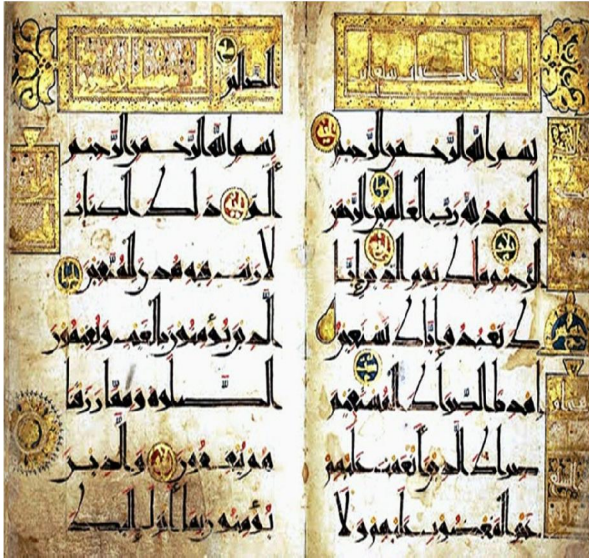 بسم الله الرحمن الرحيم
الحمد لله رب العالمين الرحمن
الرحيم ملك يوم الدين إيا
ك نعبد وإياك نستعين
اهدنا الصراط المستقيم
صراط الذين أنعمت عليهم
غير المغضوب عليهم ولا
الضالين
بسم الله الرحمن الرحيم
الم ذلك الكتاب
لا ريب فيه هدى للمتقين
الذين يؤمنون بالغيب ويقيمون
الصلوة ومما رزقنا
هم ينفقون والذين
يؤمنون بما أنزل إليك